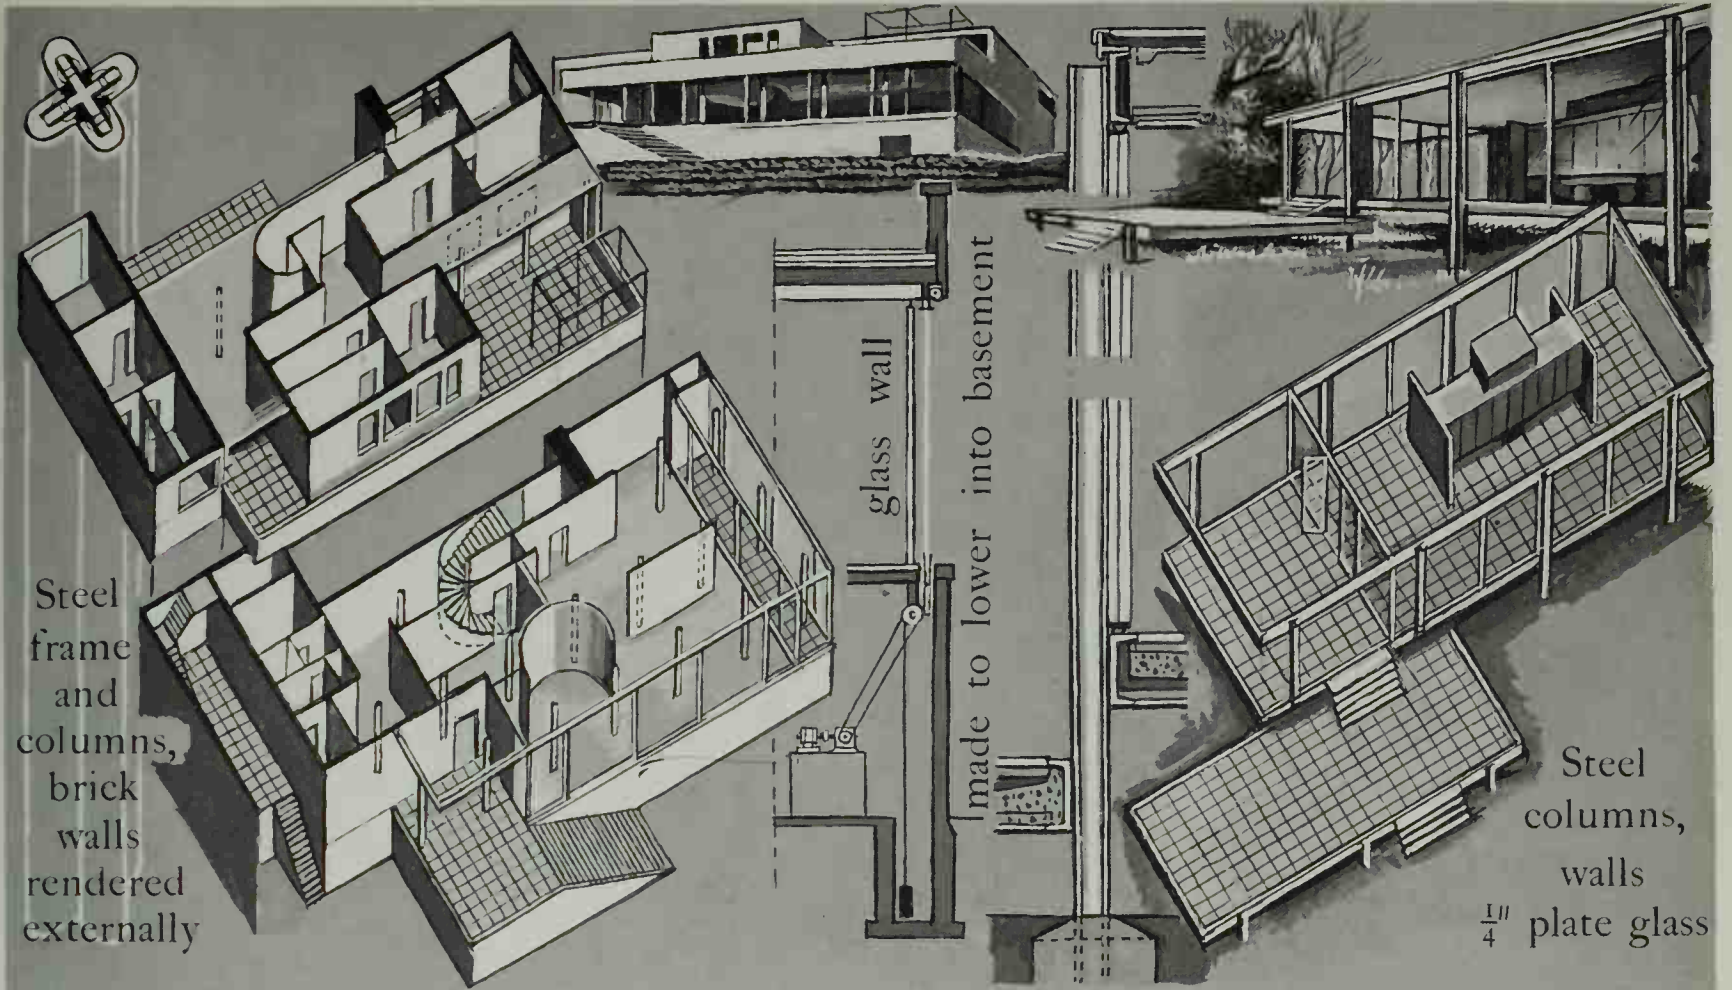 Steel
frame
and
columns,
brick
walls
rendered
externally
glass wall
made to lower into basement
Steel
columns,
walls
¼" plate glass